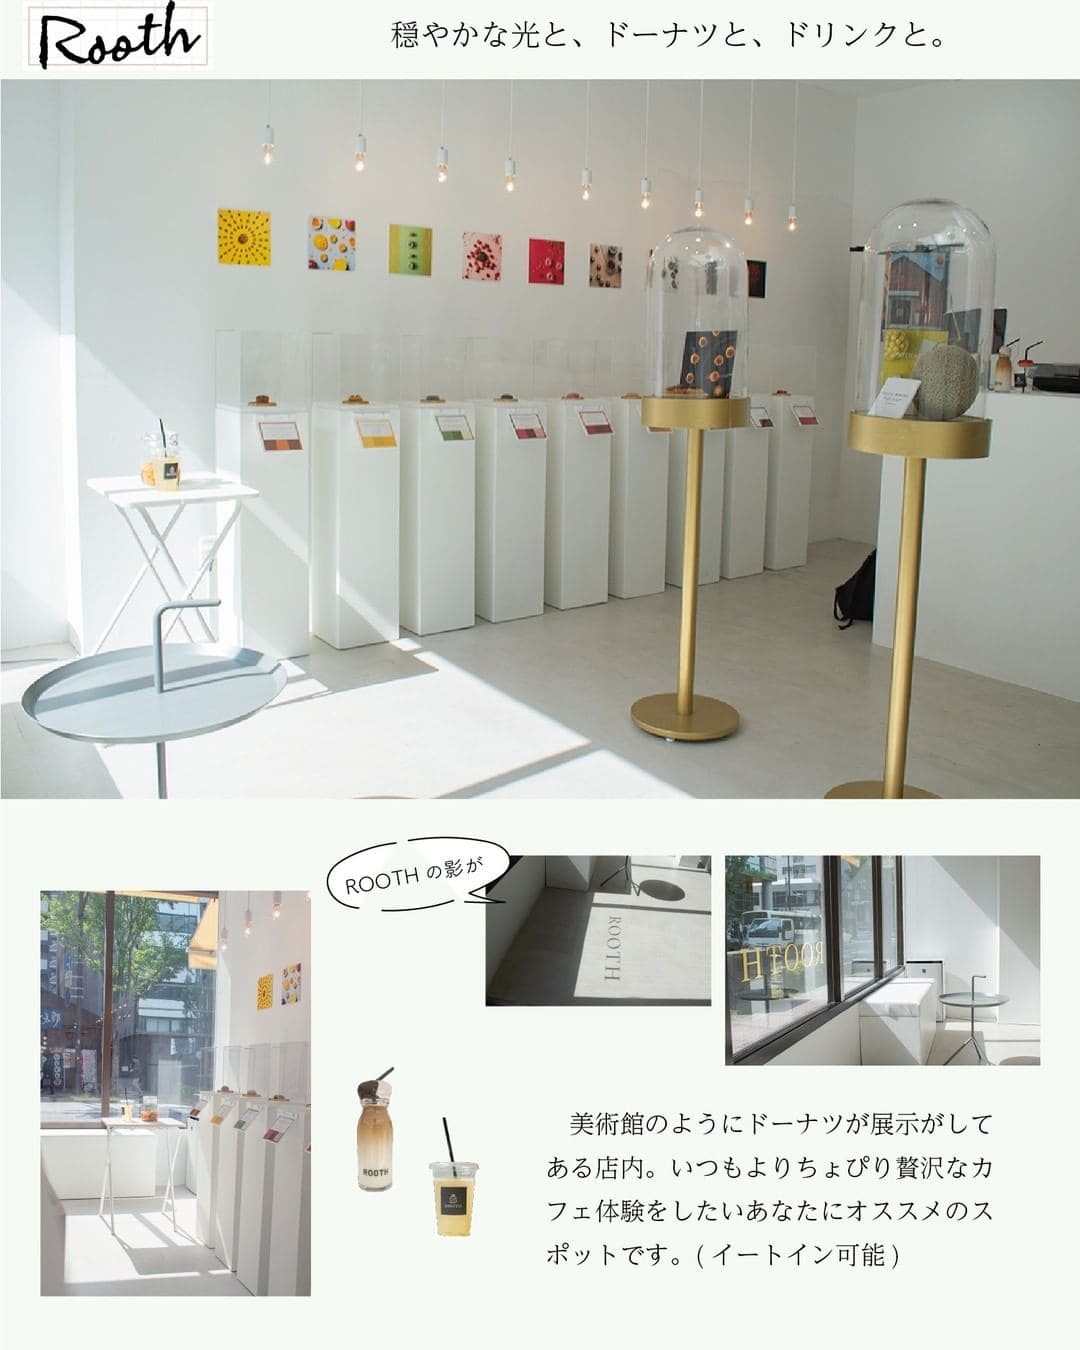 Rooth
穏やかな光と、ドーナツと、ドリンクと。
ROOTH の影が
ROOTH
ROOTH
ROOTH
美術館のようにドーナツが展示がして
ある店内。いつもよりちょぴり贅沢なカ
フェ体験をしたいあなたにオススメのス
ポットです。( イートイン可能 )